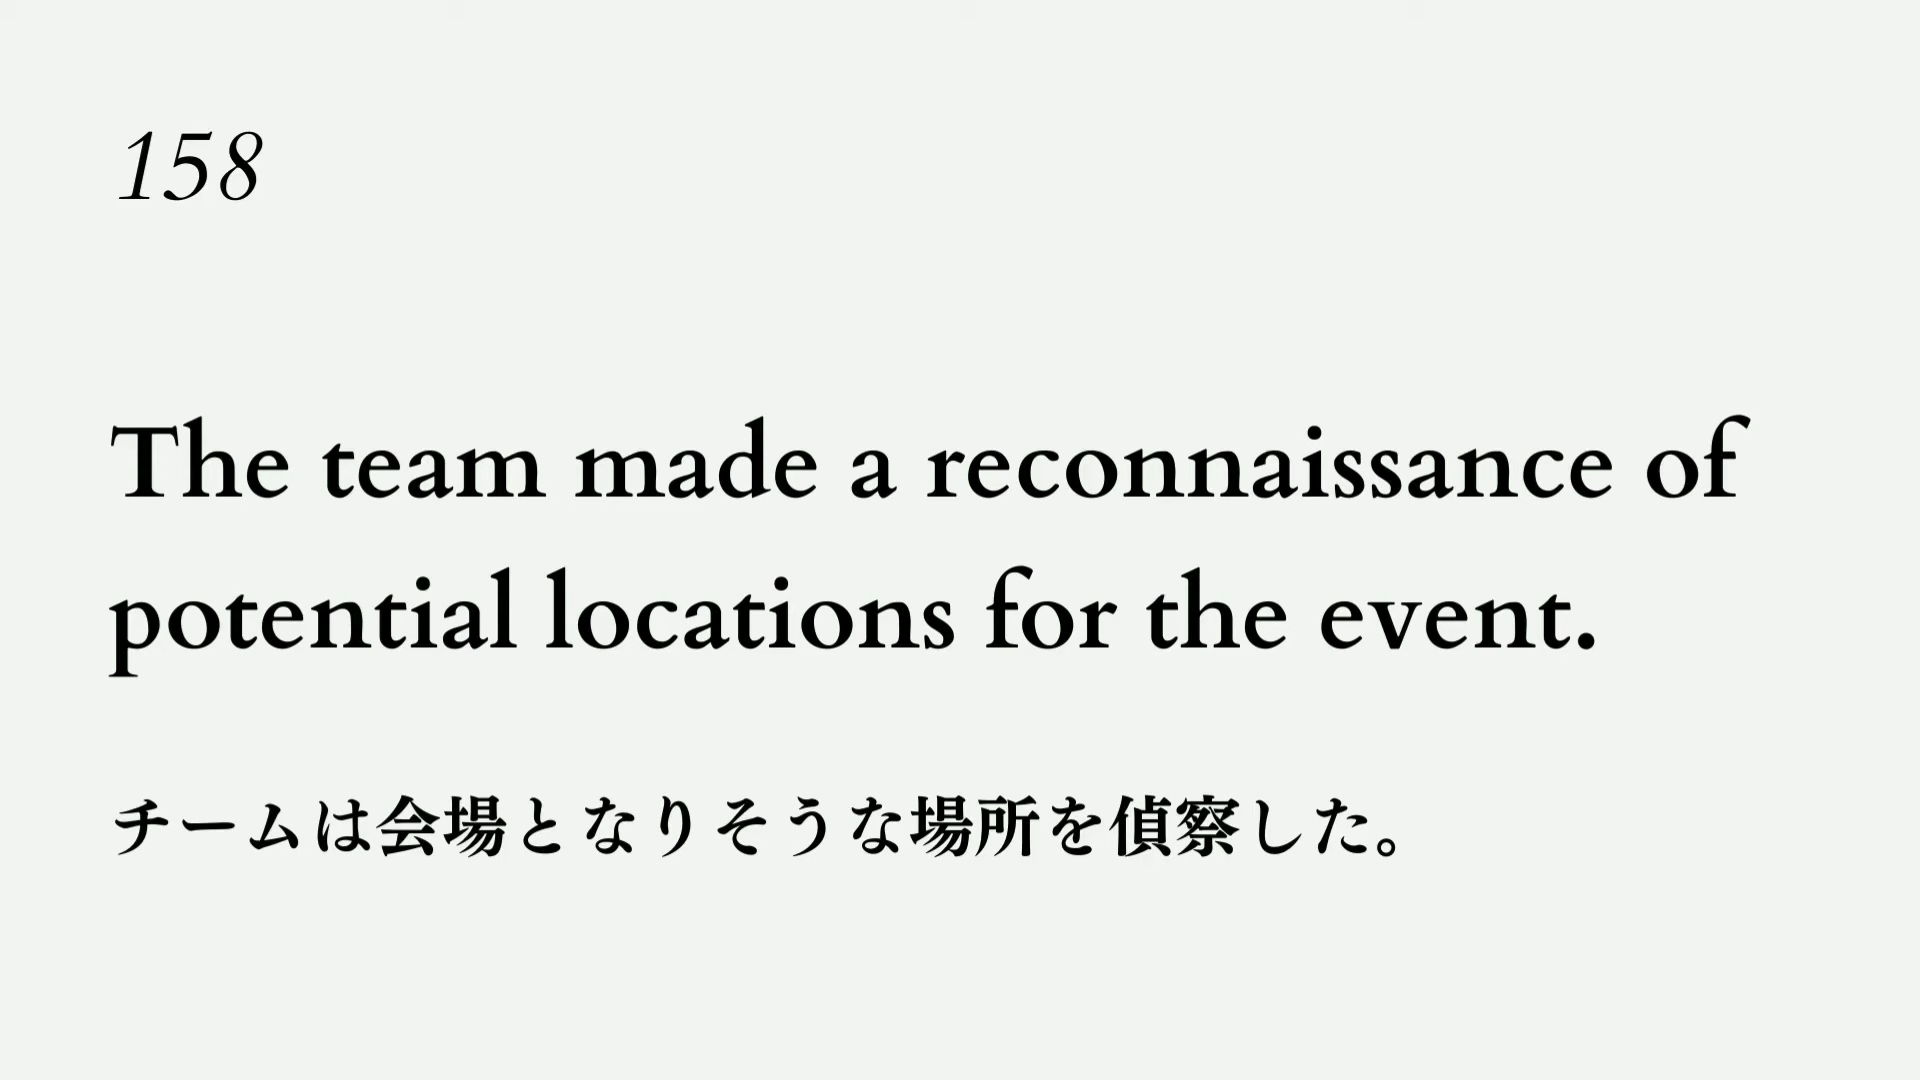 158
The team made a reconnaissance of
potential locations for the event.
チームは会場となりそうな場所を偵察した。